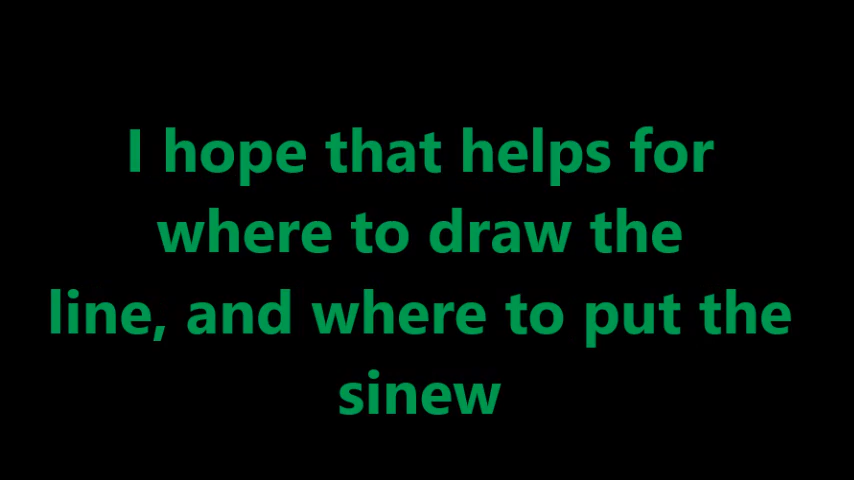 I hope that helps for
where to draw the
line, and where to put the
sinew